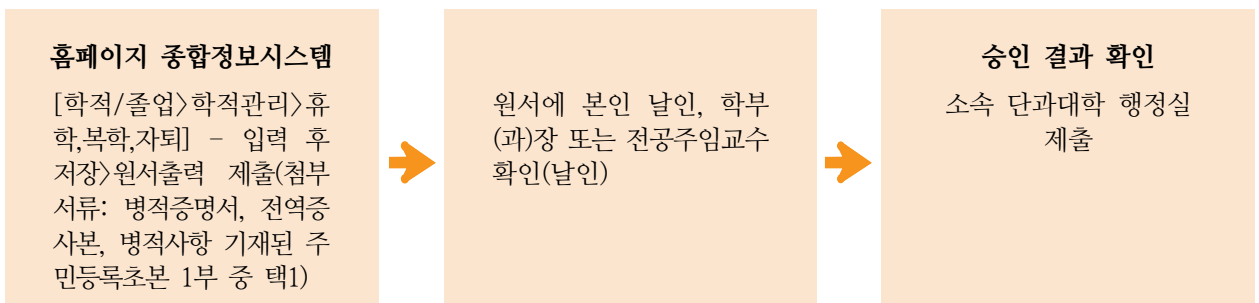 홈페이지 종합정보시스템
[학적/졸업〉학적관리〉휴
학,복학,자퇴] - 입력 후
저장〉원서출력 제출(첨부
서류: 병적증명서, 전역증
사본, 병적사항 기재된 주
민등록초본 1부 중 택1)
원서에 본인 날인, 학부
(과)장 또는 전공주임교수
확인(날인)
승인 결과 확인
소속 단과대학 행정실
제출